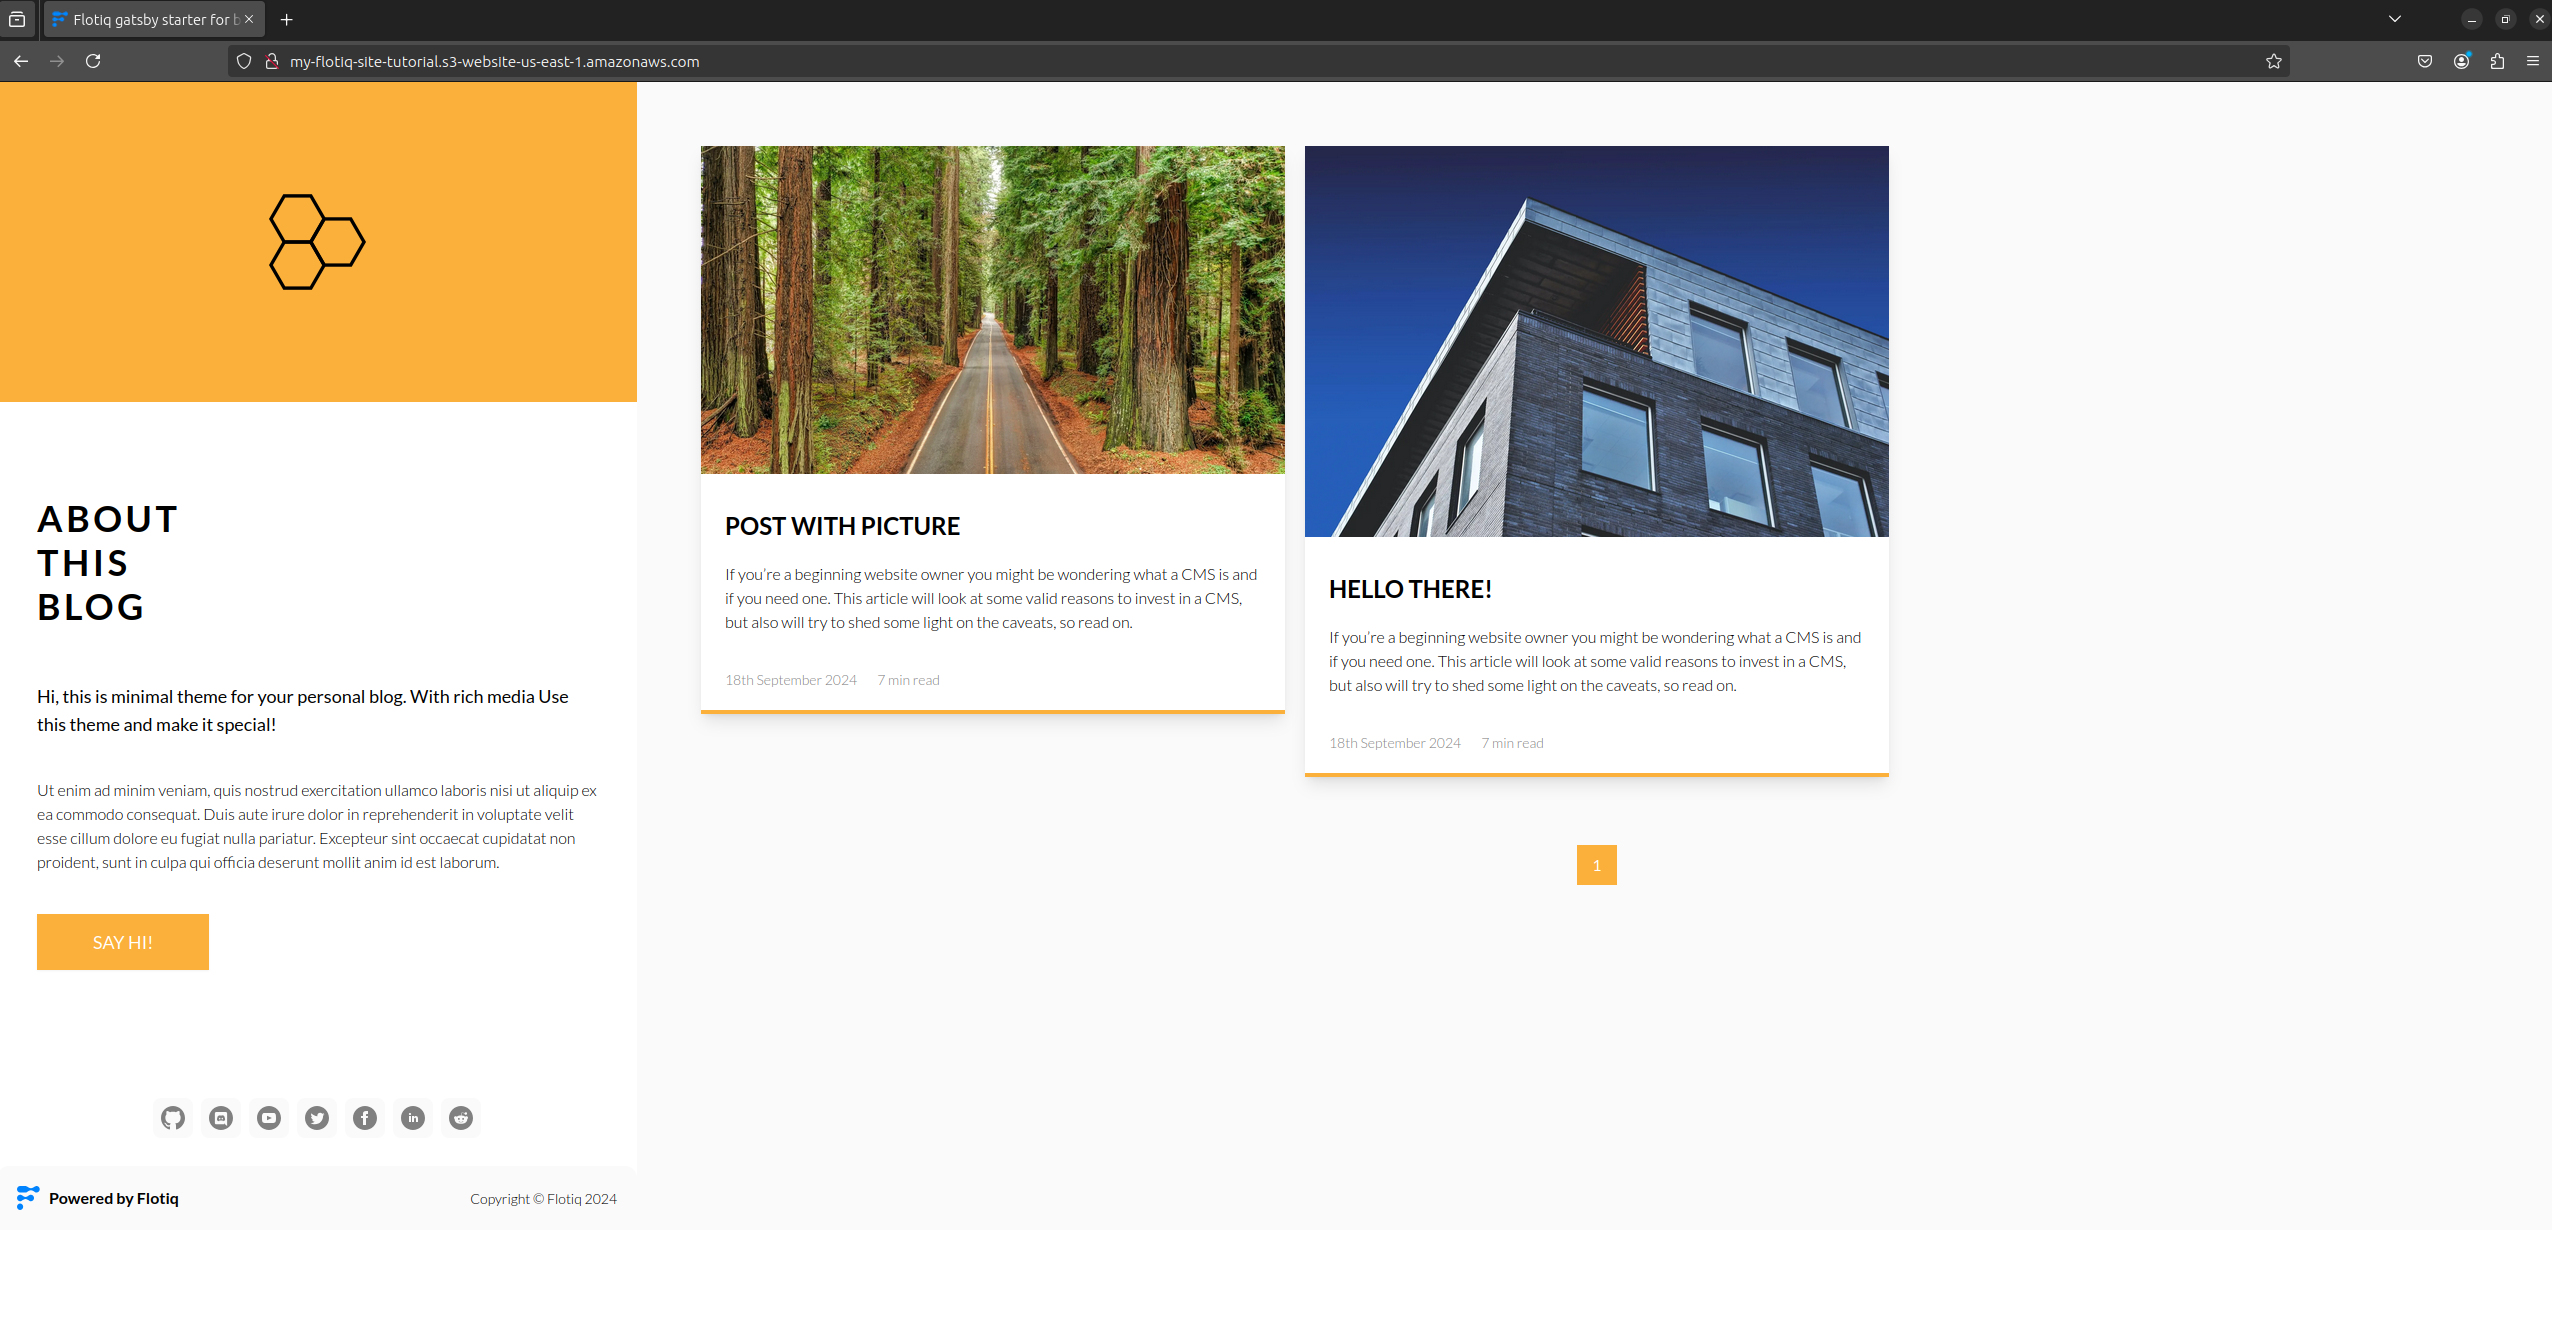 Flotiq gatsby starter for b
my-flotiq-site-tutorial.s3-website-us-east-1.amazonaws.com
ABOUT
THIS
BLOG
Hi, this is minimal theme for your personal blog. With rich media Use
this theme and make it special!
Ut enim ad minim veniam, quis nostrud exercitation ullamco laboris nisi ut aliquip ex
ea commodo consequat. Duis aute irure dolor in reprehenderit in voluptate velit
esse cillum dolore eu fugiat nulla pariatur. Excepteur sint occaecat cupidatat non
proident, sunt in culpa qui officia deserunt mollit anim id est laborum.
SAY HI!
Powered by Flotiq
Copyright © Flotiq 2024
POST WITH PICTURE
If you’re a beginning website owner you might be wondering what a CMS is and
if you need one. This article will look at some valid reasons to invest in a CMS,
but also will try to shed some light on the caveats, so read on.
18th September 2024 7 min read
HELLO THERE!
If you’re a beginning website owner you might be wondering what a CMS is and
if you need one. This article will look at some valid reasons to invest in a CMS,
but also will try to shed some light on the caveats, so read on.
18th September 2024 7 min read
1